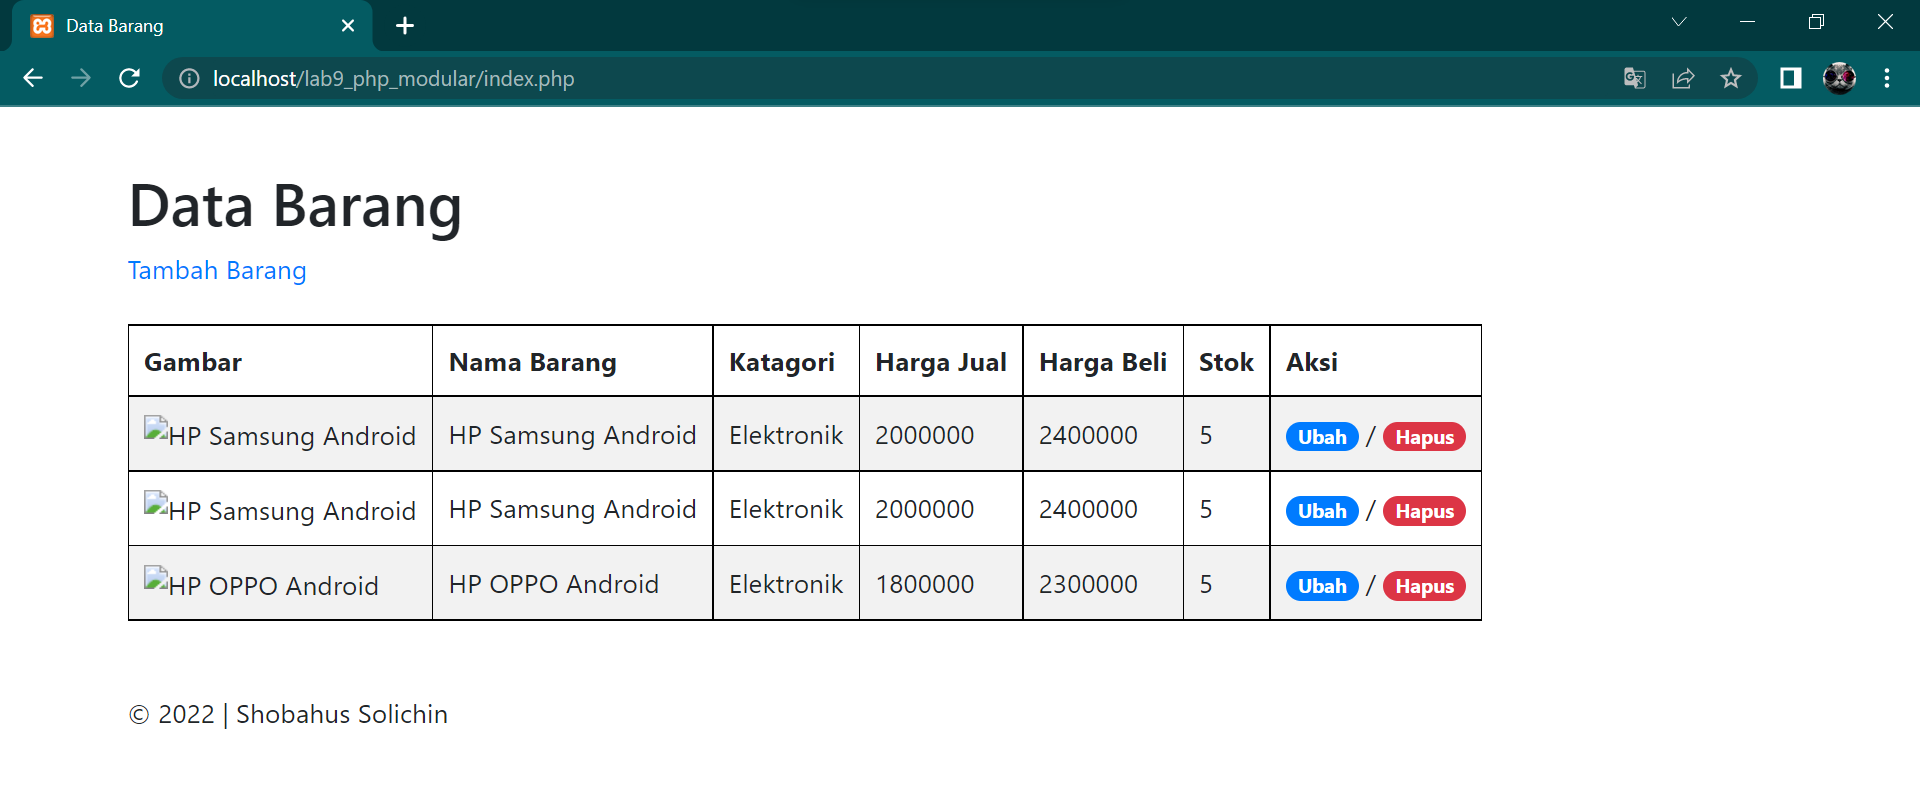 Data Barang
localhost/lab9_php_modular/index.php
Data Barang
Tambah Barang
Gambar Nama Barang Katagori Harga Jual Harga Beli Stok Aksi
HP Samsung Android HP Samsung Android Elektronik 2000000 2400000 5 Ubah / Hapus
HP Samsung Android HP Samsung Android Elektronik 2000000 2400000 5 Ubah / Hapus
HP OPPO Android HP OPPO Android Elektronik 1800000 2300000 5 Ubah / Hapus
© 2022 | Shobahus Solichin